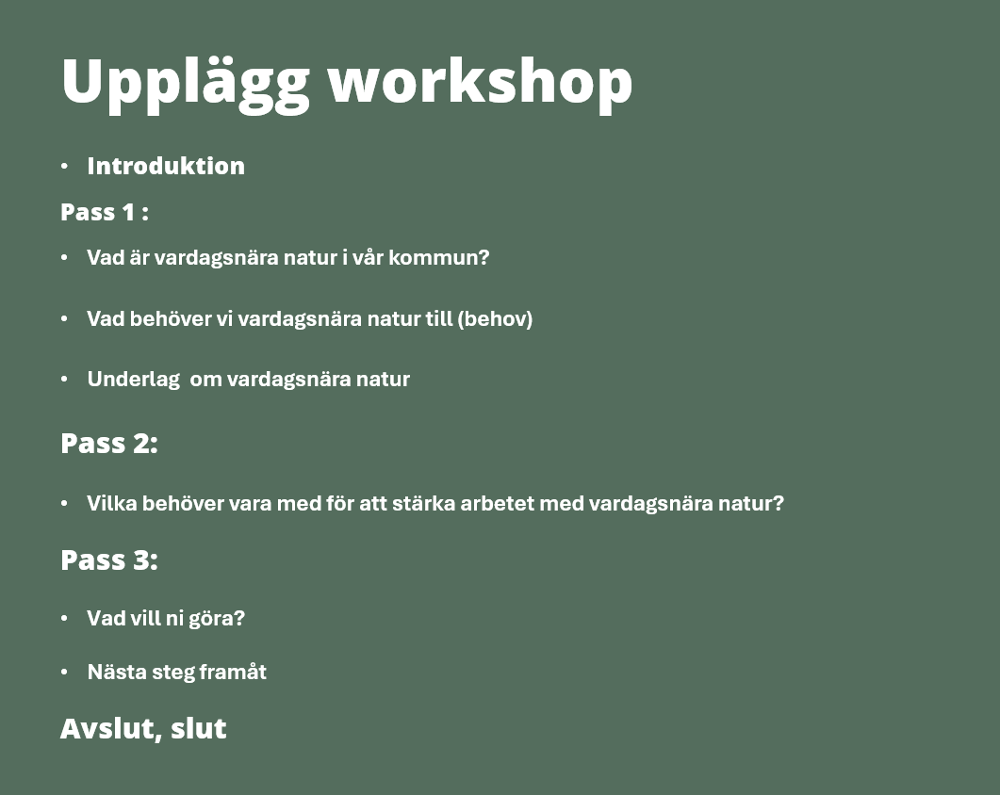 Upplägg workshop
• Introduktion
Pass 1 :
• Vad är vardagsnära natur i vår kommun?
• Vad behöver vi vardagsnära natur till (behov)
• Underlag  om vardagsnära natur
Pass 2:
• Vilka behöver vara med för att stärka arbetet med vardagsnära natur?
Pass 3:
• Vad vill ni göra?
• Nästa steg framåt
Avslut, slut